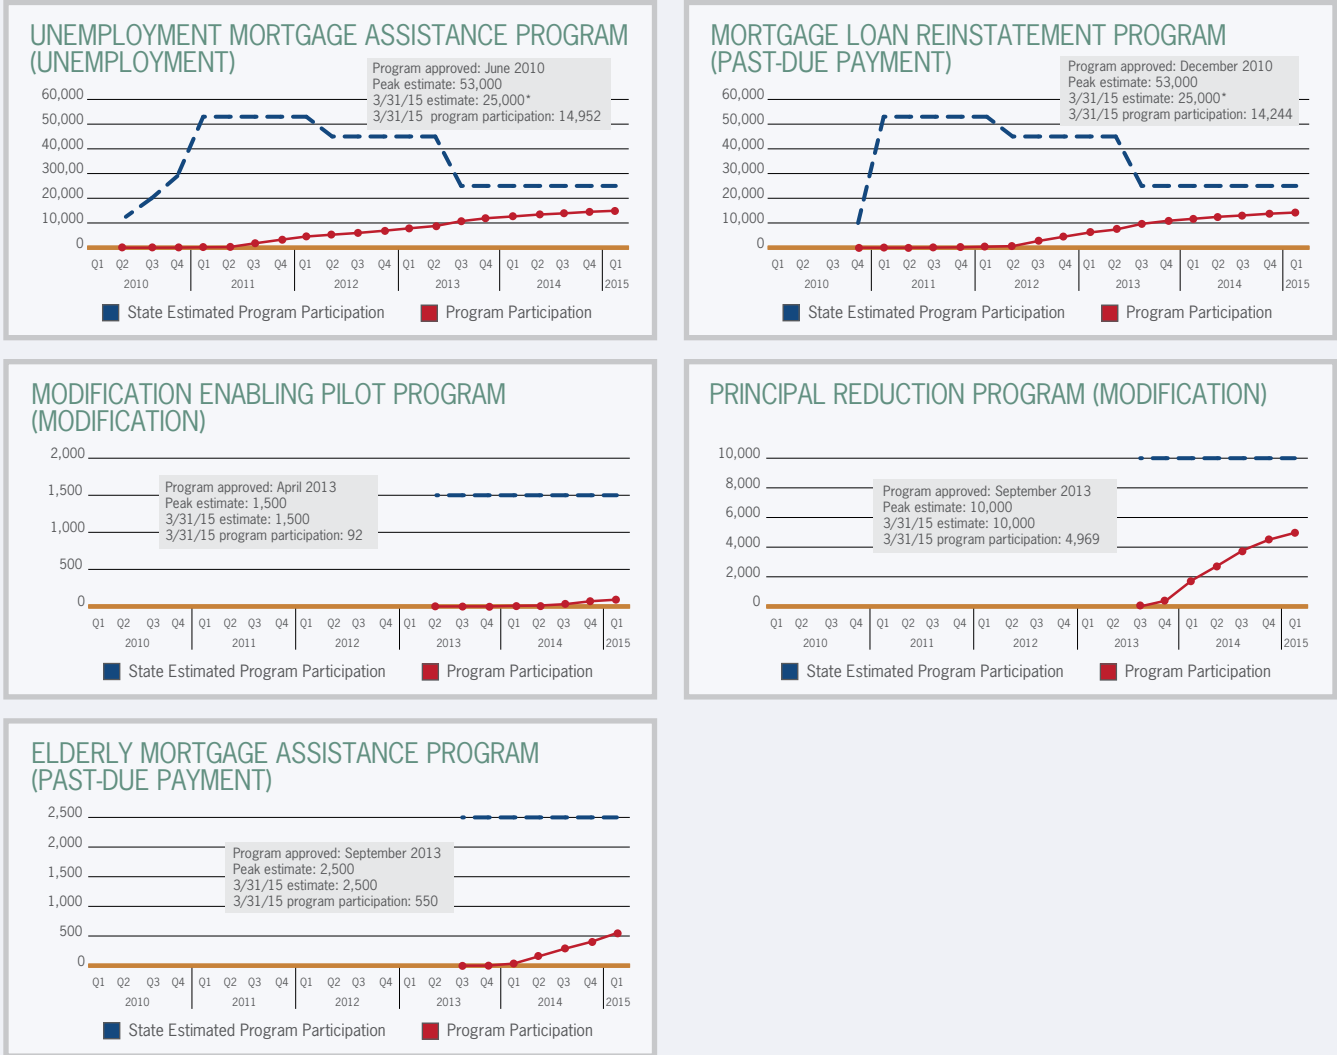 UNEMPLOYMENT MORTGAGE ASSISTANCE PROGRAM
(UNEMPLOYMENT)
Program approved: June 2010
Peak estimate: 53,000
3/31/15 estimate: 25,000*
3/31/15 program participation: 14,952
60,000
50,000
40,000
300,000
20,000
10,000
0
Q1 Q2 Q3 Q4 Q1 Q2 Q3 Q4 Q1 Q2 Q3 Q4 Q1 Q2 Q3 Q4 Q1 Q2 Q3 Q4 Q1
2010 2011 2012 2013 2014 2015
State Estimated Program Participation Program Participation
MORTGAGE LOAN REINSTATEMENT PROGRAM
(PAST-DUE PAYMENT)
Program approved: December 2010
Peak estimate: 53,000
3/31/15 estimate: 25,000*
3/31/15 program participation: 14,244
60,000
50,000
40,000
30,000
20,000
10,000
0
Q1 Q2 Q3 Q4 Q1 Q2 Q3 Q4 Q1 Q2 Q3 Q4 Q1 Q2 Q3 Q4 Q1 Q2 Q3 Q4 Q1
2010 2011 2012 2013 2014 2015
State Estimated Program Participation Program Participation
MODIFICATION ENABLING PILOT PROGRAM
(MODIFICATION)
2,000
1,500
1,000
500
0
Program approved: April 2013
Peak estimate: 1,500
3/31/15 estimate: 1,500
3/31/15 program participation: 92
Q1 Q2 Q3 Q4 Q1 Q2 Q3 Q4 Q1 Q2 Q3 Q4 Q1 Q2 Q3 Q4 Q1 Q2 Q3 Q4 Q1
2010 2011 2012 2013 2014 2015
State Estimated Program Participation Program Participation
PRINCIPAL REDUCTION PROGRAM (MODIFICATION)
10,000
8,000
6,000
4,000
2,000
0
Program approved: September 2013
Peak estimate: 10,000
3/31/15 estimate: 10,000
3/31/15 program participation: 4,969
Q1 Q2 Q3 Q4 Q1 Q2 Q3 Q4 Q1 Q2 Q3 Q4 Q1 Q2 Q3 Q4 Q1 Q2 Q3 Q4 Q1
2010 2011 2012 2013 2014 2015
State Estimated Program Participation Program Participation
ELDERLY MORTGAGE ASSISTANCE PROGRAM
(PAST-DUE PAYMENT)
2,500
2,000
1,500
1,000
500
0
Program approved: September 2013
Peak estimate: 2,500
3/31/15 estimate: 2,500
3/31/15 program participation: 550
Q1 Q2 Q3 Q4 Q1 Q2 Q3 Q4 Q1 Q2 Q3 Q4 Q1 Q2 Q3 Q4 Q1 Q2 Q3 Q4 Q1
2010 2011 2012 2013 2014 2015
State Estimated Program Participation Program Participation